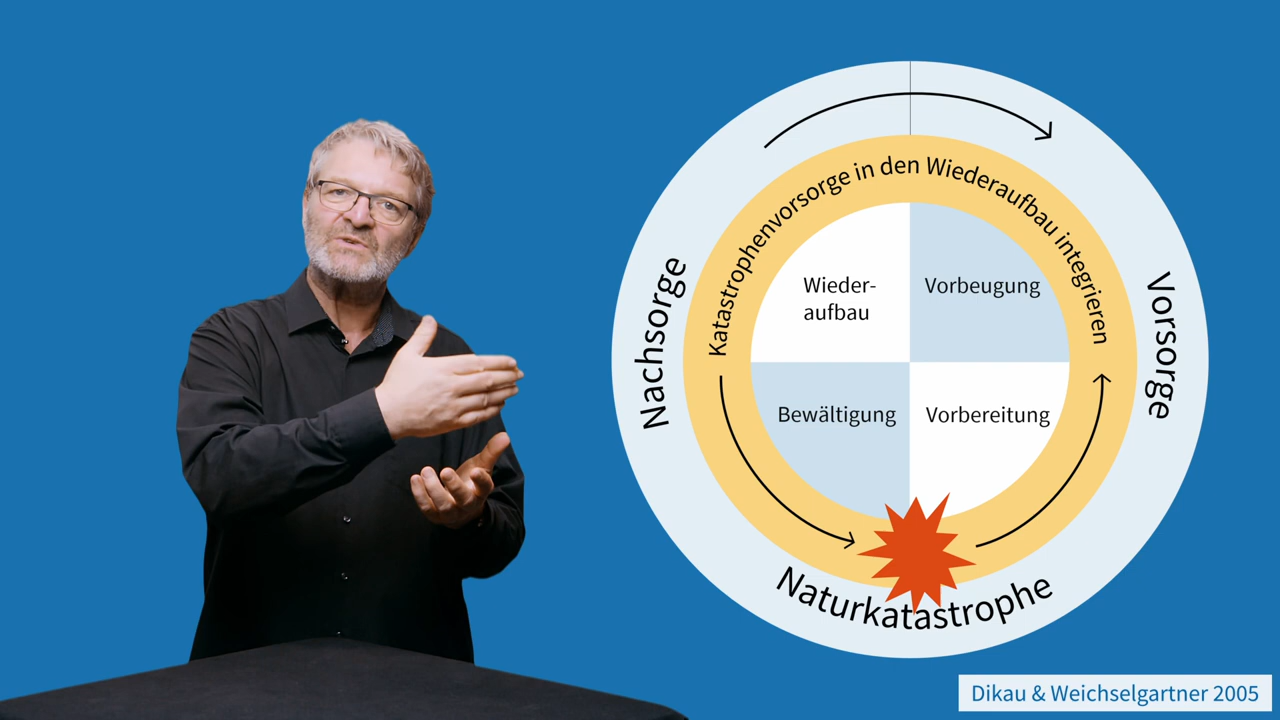 Katastrophenvorsorge in den Wiederaufbau integrieren
Nachsorge
Vorsorge
Wieder-
aufbau
Vorbeugung
Bewältigung
Vorbereitung
Naturkatastrophe
Dikau & Weichselgartner 2005